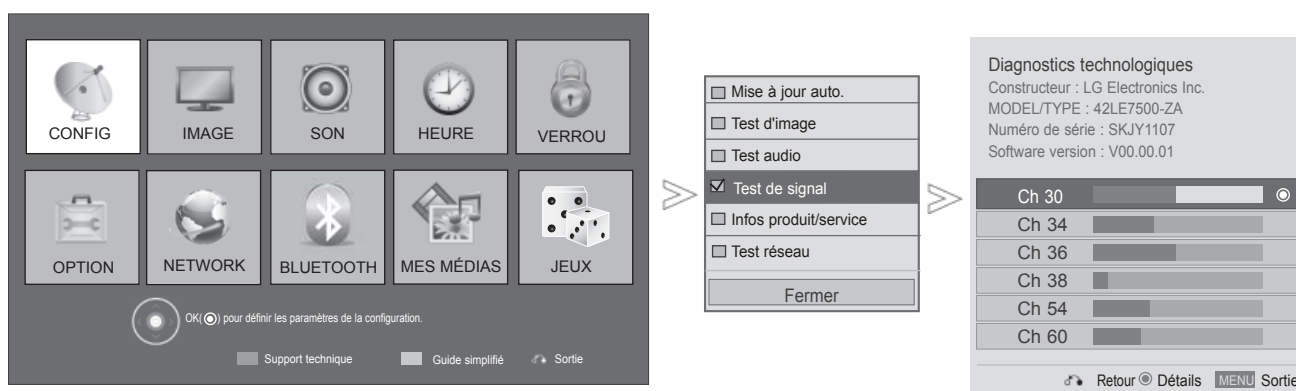 CONFIG IMAGE SON HEURE VERROU
OPTION NETWORK BLUETOOTH MES MÉDIAS JEUX
OK(◉) pour définir les paramètres de la configuration.
Support technique Guide simplifié Sortie
Mise à jour auto.
Test d'image
Test audio
Test de signal
Infos produit/service
Test réseau
Fermer
Diagnostics technologiques
Constructeur : LG Electronics Inc.
MODEL/TYPE : 42LE7500-ZA
Numéro de série : SKJY1107
Software version : V00.00.01
Ch 30
Ch 34
Ch 36
Ch 38
Ch 54
Ch 60
Retour ◉ Détails MENU Sortie